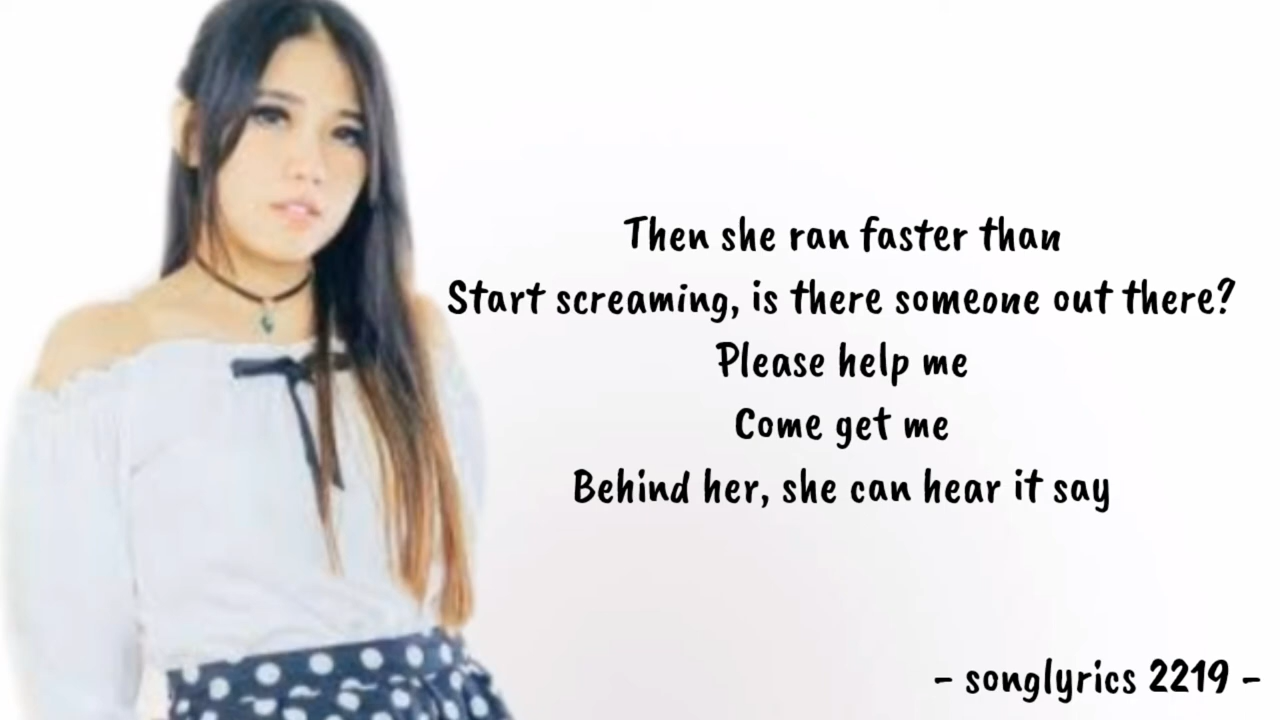 Then she ran faster than
Start screaming, is there someone out there?
Please help me
Come get me
Behind her, she can hear it say
- songlyrics 2219 -